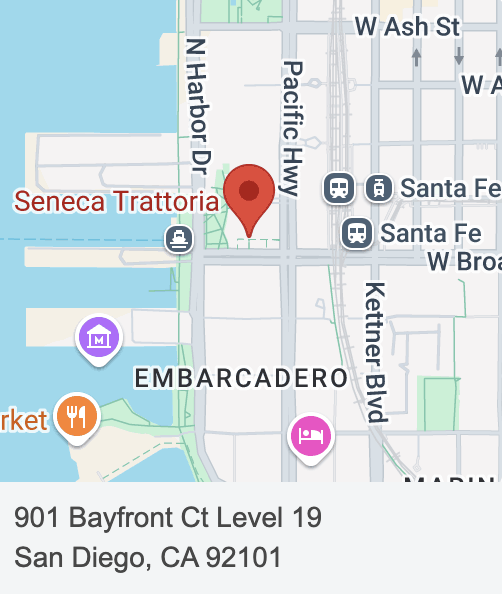 W Ash St
N Harbor Dr
Pacific Hwy
W A
Seneca Trattoria
Santa Fe
Santa Fe
W Broa
Kettner Blvd
M
EMBARCADERO
rket
MARIN
901 Bayfront Ct Level 19
San Diego, CA 92101